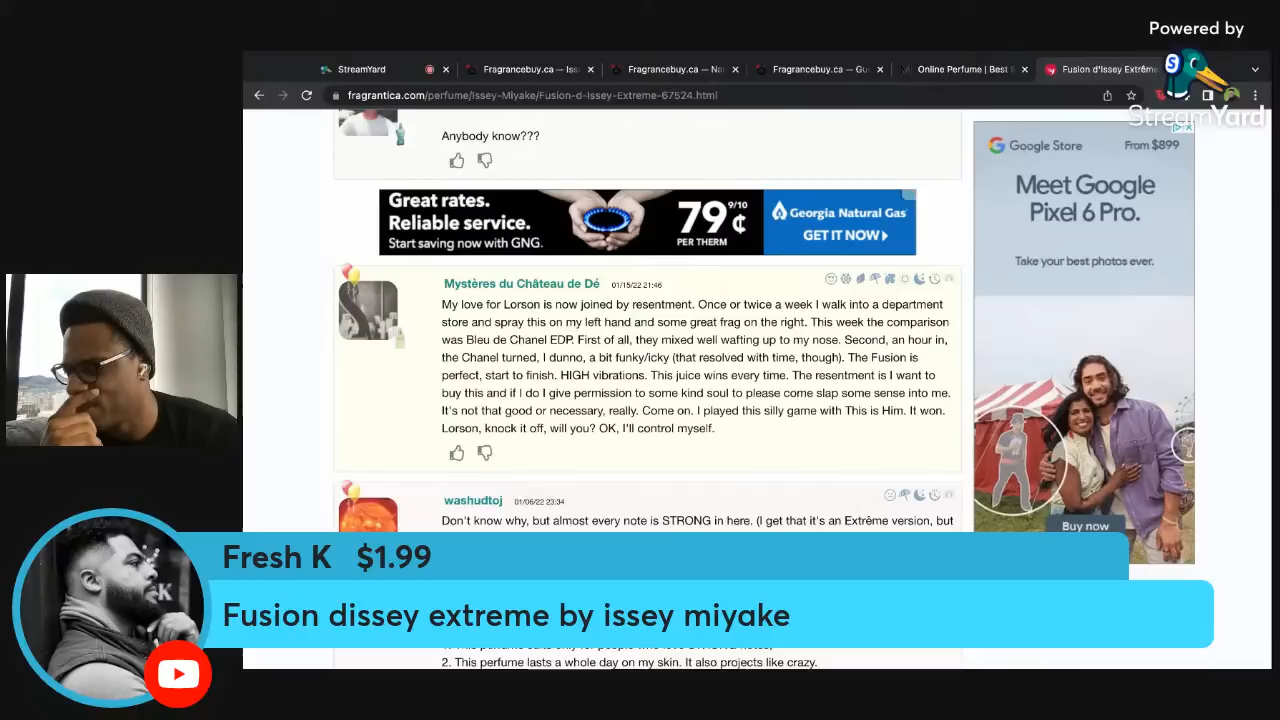 Powered by
StreamYard
StreamYard
Fragrancebuy.ca — Iss
Fragrancebuy.ca — Na
Fragrancebuy.ca — Gu
Online Perfume | Best S
Fusion d'Issey Extrême
fragrantica.com/perfume/Issey-Miyake/Fusion-d-Issey-Extreme-67524.html
Anybody know???
Great rates.
Reliable service.
Start saving now with GNG.
79 9/10 ¢
PER THERM
Georgia Natural Gas
GET IT NOW
Google Store
From $899
Meet Google
Pixel 6 Pro.
Take your best photos ever.
Buy now
Mystères du Château de Dé 01/15/22 21:46
My love for Lorson is now joined by resentment. Once or twice a week I walk into a department
store and spray this on my left hand and some great frag on the right. This week the comparison
was Bleu de Chanel EDP. First of all, they mixed well wafting up to my nose. Second, an hour in,
the Chanel turned, I dunno, a bit funky/icky (that resolved with time, though). The Fusion is
perfect, start to finish. HIGH vibrations. This juice wins every time. The resentment is I want to
buy this and if I do I give permission to some kind soul to please come slap some sense into me.
It's not that good or necessary, really. Come on. I played this silly game with This is Him. It won.
Lorson, knock it off, will you? OK, I'll control myself.
washudtoj 01/06/22 23:34
Don't know why, but almost every note is STRONG in here. (I get that it's an Extrême version, but
Fresh K $1.99
Fusion dissey extreme by issey miyake
2. This perfume lasts a whole day on my skin. It also projects like crazy.